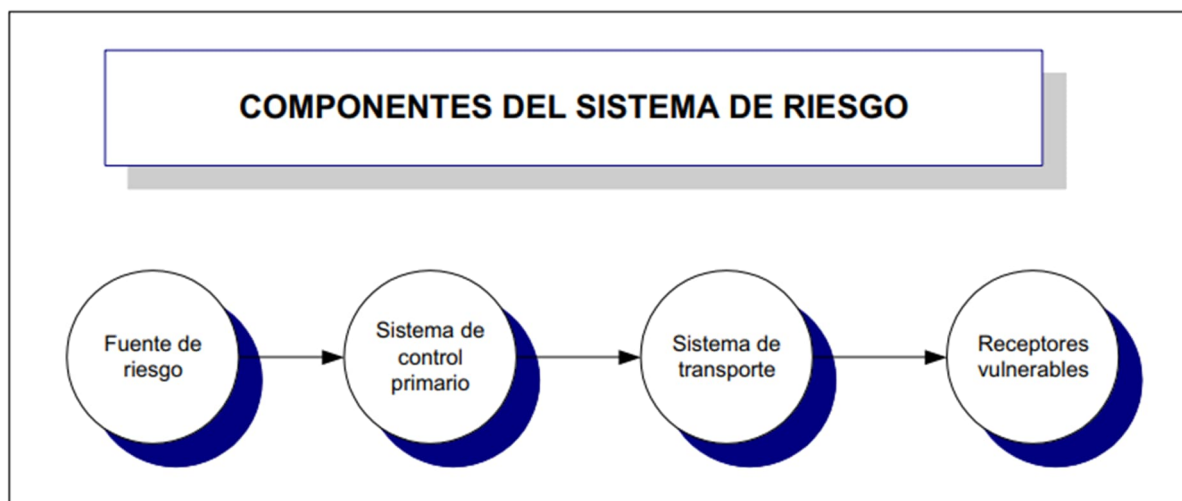 COMPONENTES DEL SISTEMA DE RIESGO
Fuente de
riesgo
Sistema de
control
primario
Sistema de
transporte
Receptores
vulnerables